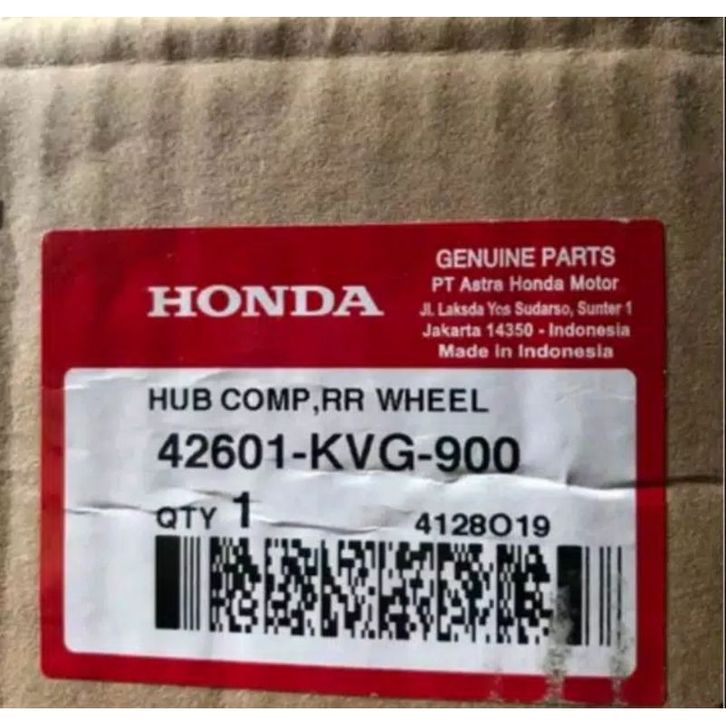 HONDA
GENUINE PARTS
PT Astra Honda Motor
Jl. Laksda Yos Sudarso, Sunter 1
Jakarta 14350 - Indonesia
Made in Indonesia
HUB COMP,RR WHEEL
42601-KVG-900
QTY 1 4128O19